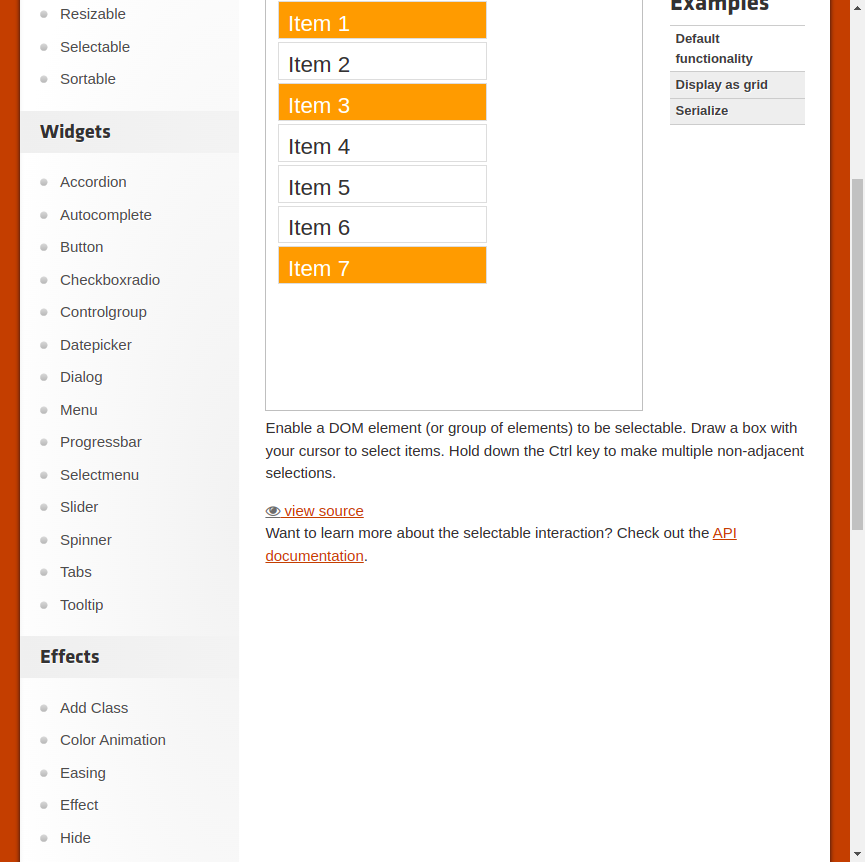 Resizable
Selectable
Sortable
Widgets
Accordion
Autocomplete
Button
Checkboxradio
Controlgroup
Datepicker
Dialog
Menu
Progressbar
Selectmenu
Slider
Spinner
Tabs
Tooltip
Effects
Add Class
Color Animation
Easing
Effect
Hide
Item 1
Item 2
Item 3
Item 4
Item 5
Item 6
Item 7
Enable a DOM element (or group of elements) to be selectable. Draw a box with
your cursor to select items. Hold down the Ctrl key to make multiple non-adjacent
selections.
view source
Want to learn more about the selectable interaction? Check out the API
documentation.
Examples
Default
functionality
Display as grid
Serialize